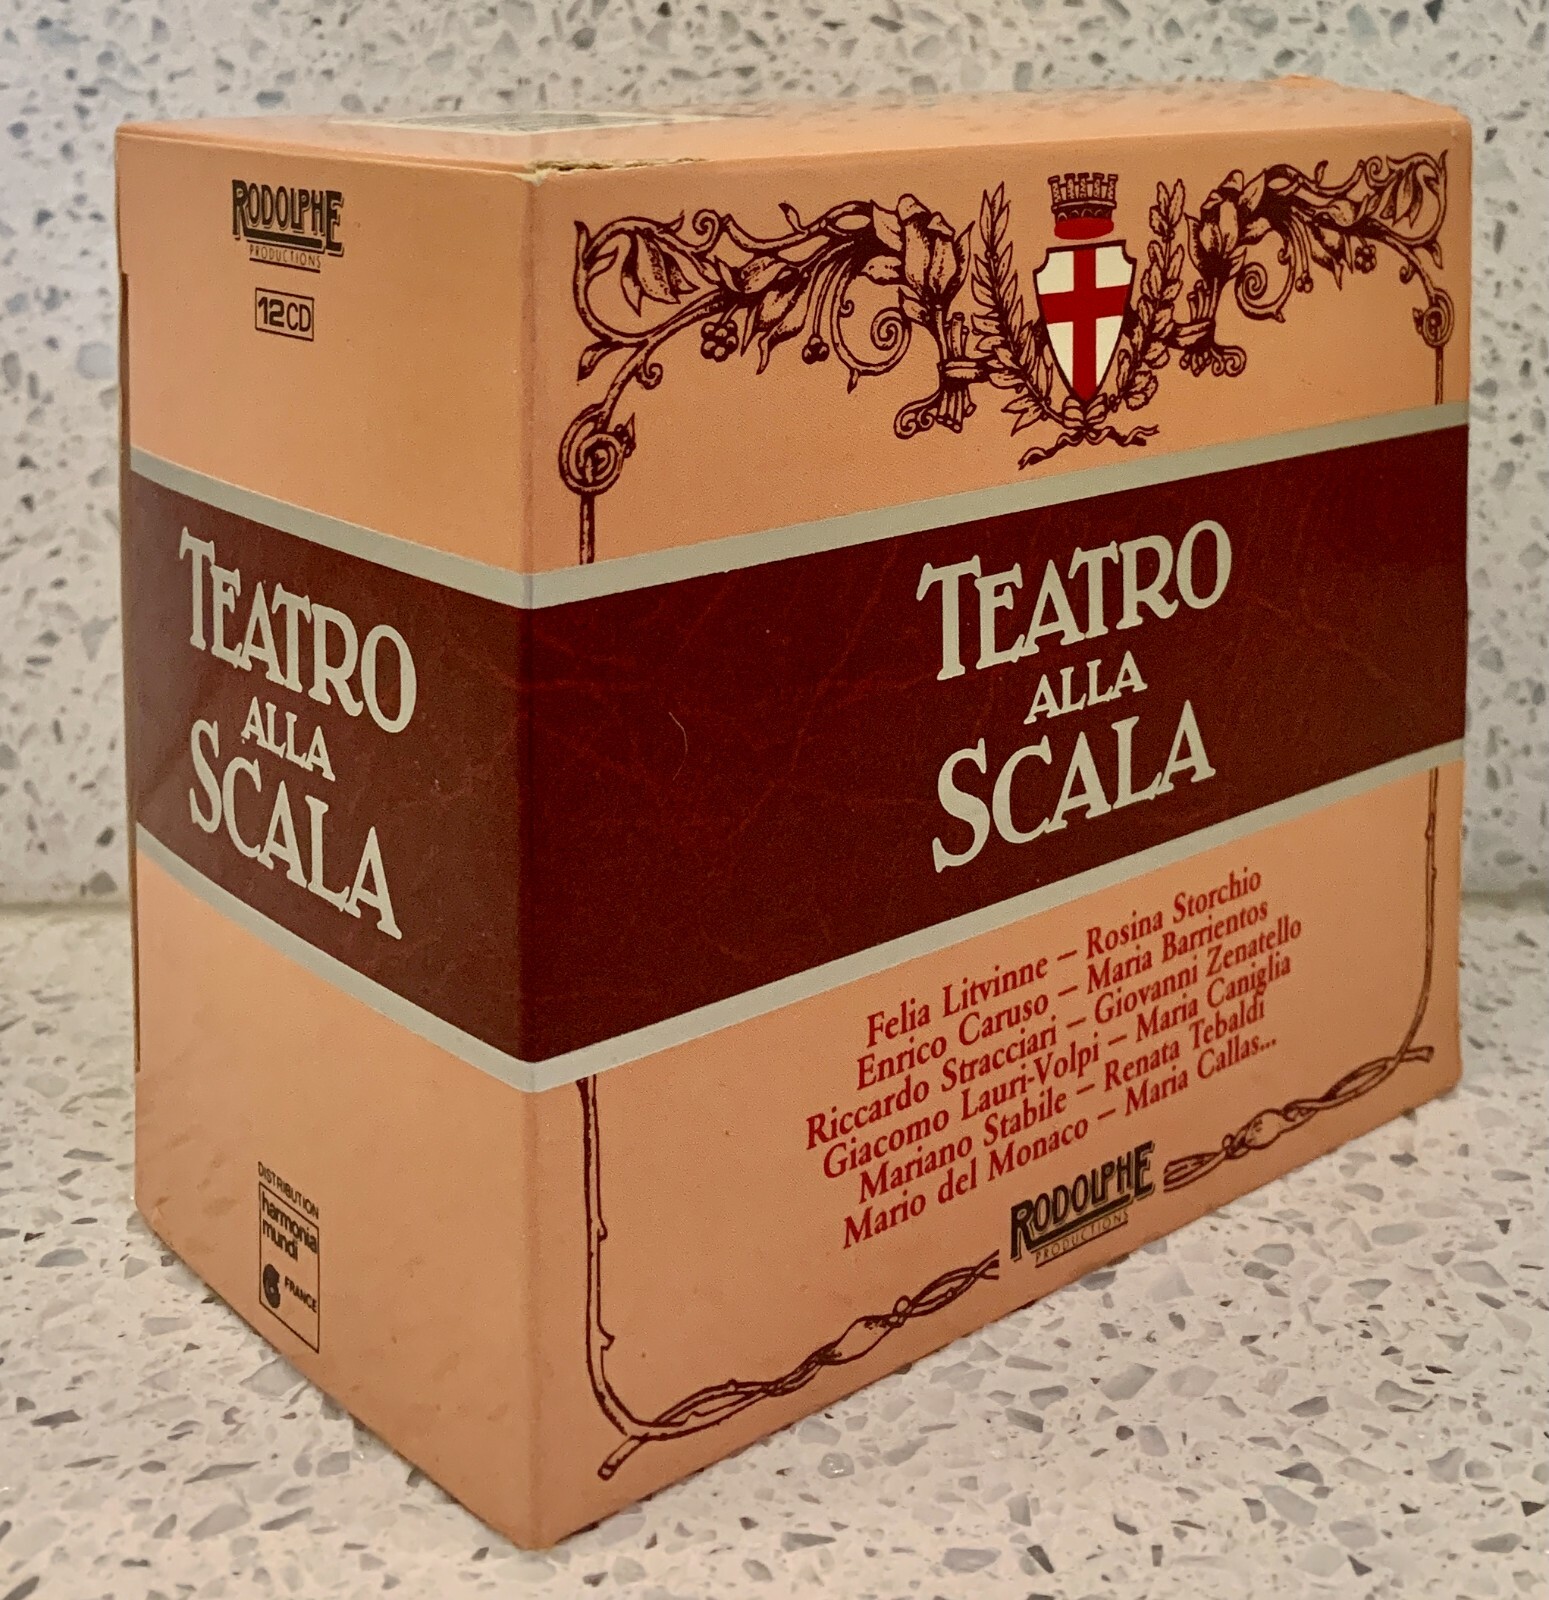 RODOLPHE
PRODUCTIONS
12CD
TEATRO
ALLA
SCALA
DISTRIBUTION
harmonia
mundi
FRANCE
TEATRO
ALLA
SCALA
Felia Litvinne – Rosina Storchio
Enrico Caruso – Maria Barrientos
Riccardo Stracciari – Giovanni Zenatello
Giacomo Lauri-Volpi – Maria Caniglia
Mariano Stabile – Renata Tebaldi
Mario del Monaco – Maria Callas...
RODOLPHE
PRODUCTIONS